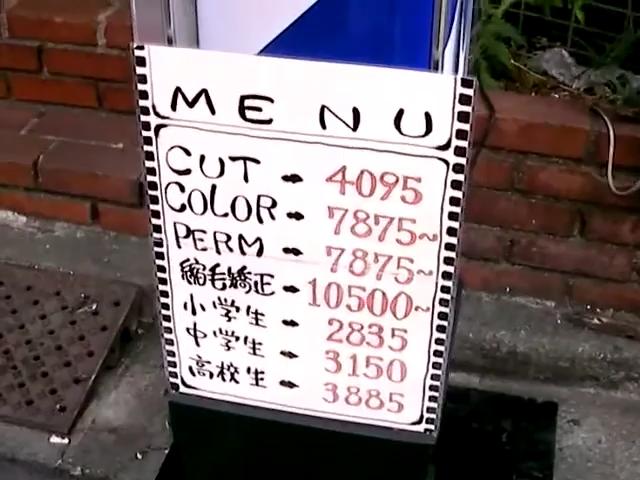 MENU
CUT - 4095
COLOR - 7875~
PERM - 7875~
縮毛矯正 - 10500~
小学生 - 2835
中学生 - 3150
高校生 - 3885